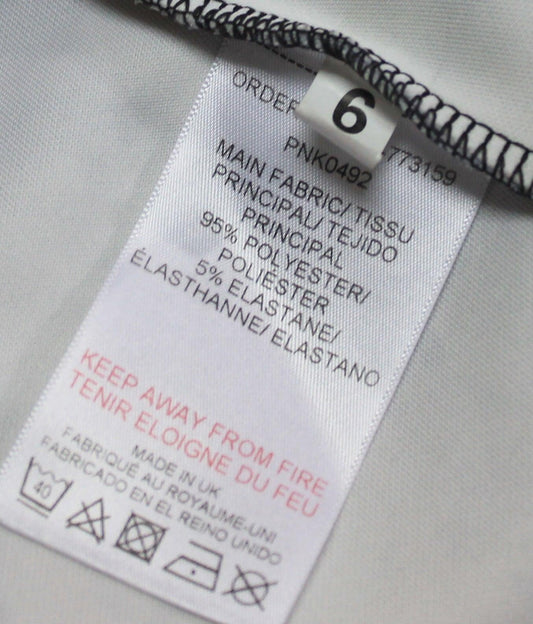 6
ORDER 773159
PNK0492
MAIN FABRIC/ TISSU
PRINCIPAL/ TEJIDO
PRINCIPAL
95% POLYESTER/
POLIÉSTER
5% ELASTANE/
ÉLASTHANNE/ ELASTANO
KEEP AWAY FROM FIRE
TENIR ELOIGNE DU FEU
MADE IN UK
FABRIQUÉ AU ROYAUME-UNI
FABRICADO EN EL REINO UNIDO
40